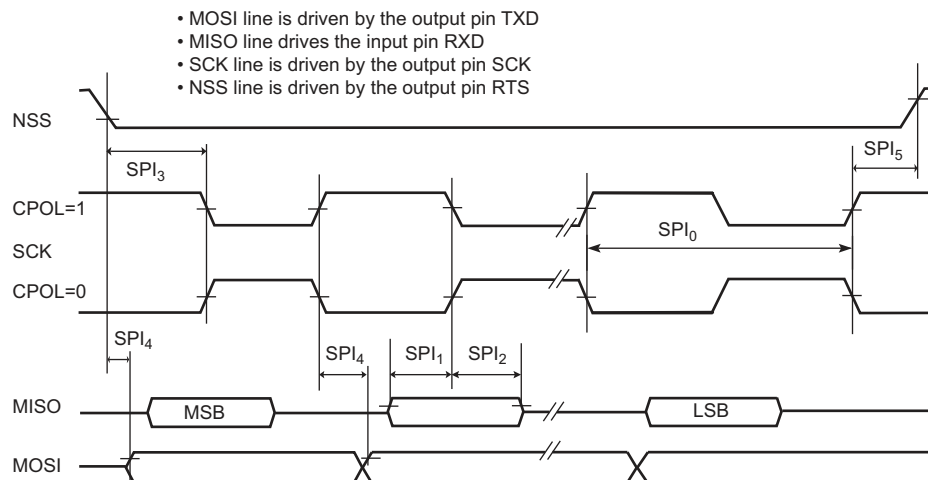 • MOSI line is driven by the output pin TXD
• MISO line drives the input pin RXD
• SCK line is driven by the output pin SCK
• NSS line is driven by the output pin RTS
NSS
SPI3
SPI5
CPOL=1
SCK
SPI0
CPOL=0
SPI4
SPI4
SPI1
SPI2
MISO
MSB
LSB
MOSI